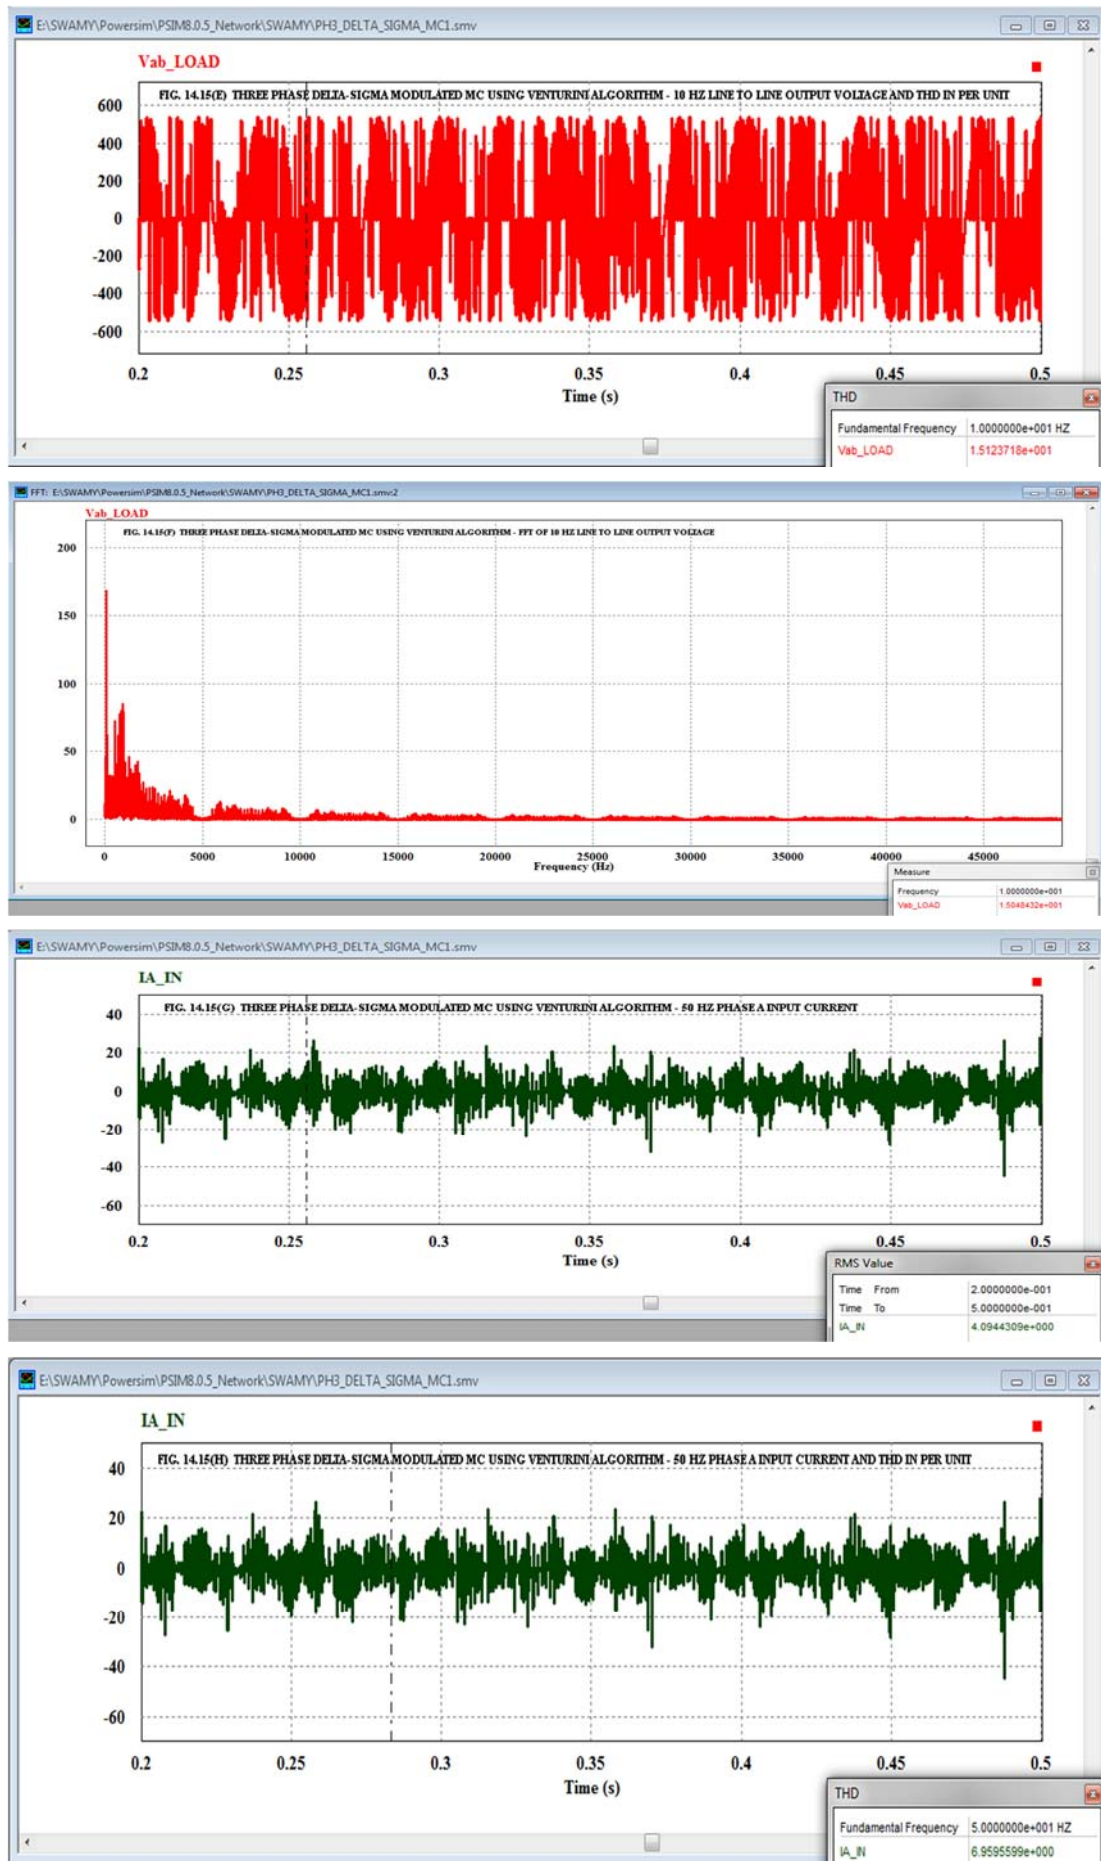 E:\SWAMY\Powersim\PSIM8.0.5_Network\SWAMY\PH3_DELTA_SIGMA_MC1.smv
Vab_LOAD
FIG. 14.15(E) THREE PHASE DELTA-SIGMA MODULATED MC USING VENTURINI ALGORITHM - 10 HZ LINE TO LINE OUTPUT VOLTAGE AND THD IN PER UNIT
600
400
200
0
-200
-400
-600
0.2 0.25 0.3 0.35 0.4 0.45 0.5
Time (s)
THD
Fundamental Frequency 1.0000000e+001 HZ
Vab_LOAD 1.5123718e+001
FFT: E:\SWAMY\Powersim\PSIM8.0.5_Network\SWAMY\PH3_DELTA_SIGMA_MC1.smv:2
Vab_LOAD
FIG. 14.15(F) THREE PHASE DELTA-SIGMA MODULATED MC USING VENTURINI ALGORITHM - FFT OF 10 HZ LINE TO LINE OUTPUT VOLTAGE
200
150
100
50
0
0 5000 10000 15000 20000 25000 30000 35000 40000 45000
Frequency (Hz)
Measure
Frequency 1.0000000e+001
Vab_LOAD 1.5048432e+001
E:\SWAMY\Powersim\PSIM8.0.5_Network\SWAMY\PH3_DELTA_SIGMA_MC1.smv
IA_IN
FIG. 14.15(G) THREE PHASE DELTA-SIGMA MODULATED MC USING VENTURINI ALGORITHM - 50 HZ PHASE A INPUT CURRENT
40
20
0
-20
-40
-60
0.2 0.25 0.3 0.35 0.4 0.45 0.5
Time (s)
RMS Value
Time From 2.0000000e-001
Time To 5.0000000e-001
IA_IN 4.0944309e+000
E:\SWAMY\Powersim\PSIM8.0.5_Network\SWAMY\PH3_DELTA_SIGMA_MC1.smv
IA_IN
FIG. 14.15(H) THREE PHASE DELTA-SIGMA MODULATED MC USING VENTURINI ALGORITHM - 50 HZ PHASE A INPUT CURRENT AND THD IN PER UNIT
40
20
0
-20
-40
-60
0.2 0.25 0.3 0.35 0.4 0.45 0.5
Time (s)
THD
Fundamental Frequency 5.0000000e+001 HZ
IA_IN 6.9595599e+000